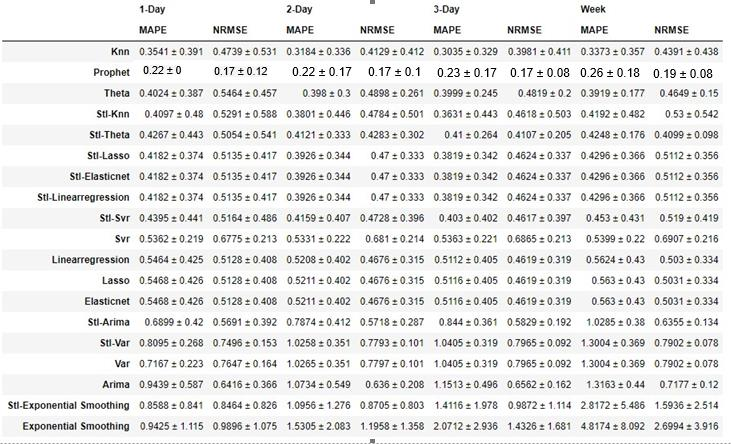 1-Day 2-Day 3-Day Week
MAPE NRMSE MAPE NRMSE MAPE NRMSE MAPE NRMSE
Knn 0.3541 ± 0.391 0.4739 ± 0.531 0.3184 ± 0.336 0.4129 ± 0.412 0.3035 ± 0.329 0.3981 ± 0.411 0.3373 ± 0.357 0.4391 ± 0.438
Prophet 0.22 ± 0 0.17 ± 0.12 0.22 ± 0.17 0.17 ± 0.1 0.23 ± 0.17 0.17 ± 0.08 0.26 ± 0.18 0.19 ± 0.08
Theta 0.4024 ± 0.387 0.5464 ± 0.457 0.398 ± 0.3 0.4898 ± 0.261 0.3999 ± 0.245 0.4819 ± 0.2 0.3919 ± 0.177 0.4649 ± 0.15
Stl-Knn 0.4097 ± 0.48 0.5291 ± 0.588 0.3801 ± 0.446 0.4784 ± 0.501 0.3631 ± 0.443 0.4618 ± 0.503 0.4192 ± 0.482 0.53 ± 0.542
Stl-Theta 0.4267 ± 0.443 0.5054 ± 0.541 0.4121 ± 0.333 0.4283 ± 0.302 0.41 ± 0.264 0.4107 ± 0.205 0.4248 ± 0.176 0.4099 ± 0.098
Stl-Lasso 0.4182 ± 0.374 0.5135 ± 0.417 0.3926 ± 0.344 0.47 ± 0.333 0.3819 ± 0.342 0.4624 ± 0.337 0.4296 ± 0.366 0.5112 ± 0.356
Stl-Elasticnet 0.4182 ± 0.374 0.5135 ± 0.417 0.3926 ± 0.344 0.47 ± 0.333 0.3819 ± 0.342 0.4624 ± 0.337 0.4296 ± 0.366 0.5112 ± 0.356
Stl-Linearregression 0.4182 ± 0.374 0.5135 ± 0.417 0.3926 ± 0.344 0.47 ± 0.333 0.3819 ± 0.342 0.4624 ± 0.337 0.4296 ± 0.366 0.5112 ± 0.356
Stl-Svr 0.4395 ± 0.441 0.5164 ± 0.486 0.4159 ± 0.407 0.4728 ± 0.396 0.403 ± 0.402 0.4617 ± 0.397 0.453 ± 0.431 0.519 ± 0.419
Svr 0.5362 ± 0.219 0.6775 ± 0.213 0.5331 ± 0.222 0.681 ± 0.214 0.5363 ± 0.221 0.6865 ± 0.213 0.5399 ± 0.22 0.6907 ± 0.216
Linearregression 0.5464 ± 0.425 0.5128 ± 0.408 0.5208 ± 0.402 0.4676 ± 0.315 0.5112 ± 0.405 0.4619 ± 0.319 0.5624 ± 0.43 0.503 ± 0.334
Lasso 0.5468 ± 0.426 0.5128 ± 0.408 0.5211 ± 0.402 0.4676 ± 0.315 0.5116 ± 0.405 0.4619 ± 0.319 0.563 ± 0.43 0.5031 ± 0.334
Elasticnet 0.5468 ± 0.426 0.5128 ± 0.408 0.5211 ± 0.402 0.4676 ± 0.315 0.5116 ± 0.405 0.4619 ± 0.319 0.563 ± 0.43 0.5031 ± 0.334
Stl-Arima 0.6899 ± 0.42 0.5691 ± 0.392 0.7874 ± 0.412 0.5718 ± 0.287 0.844 ± 0.361 0.5829 ± 0.192 1.0285 ± 0.38 0.6355 ± 0.134
Stl-Var 0.8095 ± 0.268 0.7496 ± 0.153 1.0258 ± 0.351 0.7793 ± 0.101 1.0405 ± 0.319 0.7965 ± 0.092 1.3004 ± 0.369 0.7902 ± 0.078
Var 0.7167 ± 0.223 0.7647 ± 0.164 1.0265 ± 0.351 0.7797 ± 0.101 1.0405 ± 0.319 0.7965 ± 0.092 1.3004 ± 0.369 0.7902 ± 0.078
Arima 0.9439 ± 0.587 0.6416 ± 0.366 1.0734 ± 0.549 0.636 ± 0.208 1.1513 ± 0.496 0.6562 ± 0.162 1.3163 ± 0.44 0.7177 ± 0.12
Stl-Exponential Smoothing 0.8588 ± 0.841 0.8464 ± 0.826 1.0956 ± 1.276 0.8705 ± 0.803 1.4116 ± 1.978 0.9872 ± 1.114 2.8172 ± 5.486 1.5936 ± 2.514
Exponential Smoothing 0.9425 ± 1.115 0.9896 ± 1.075 1.5305 ± 2.083 1.1958 ± 1.358 2.0712 ± 2.936 1.4326 ± 1.681 4.8174 ± 8.092 2.6994 ± 3.916